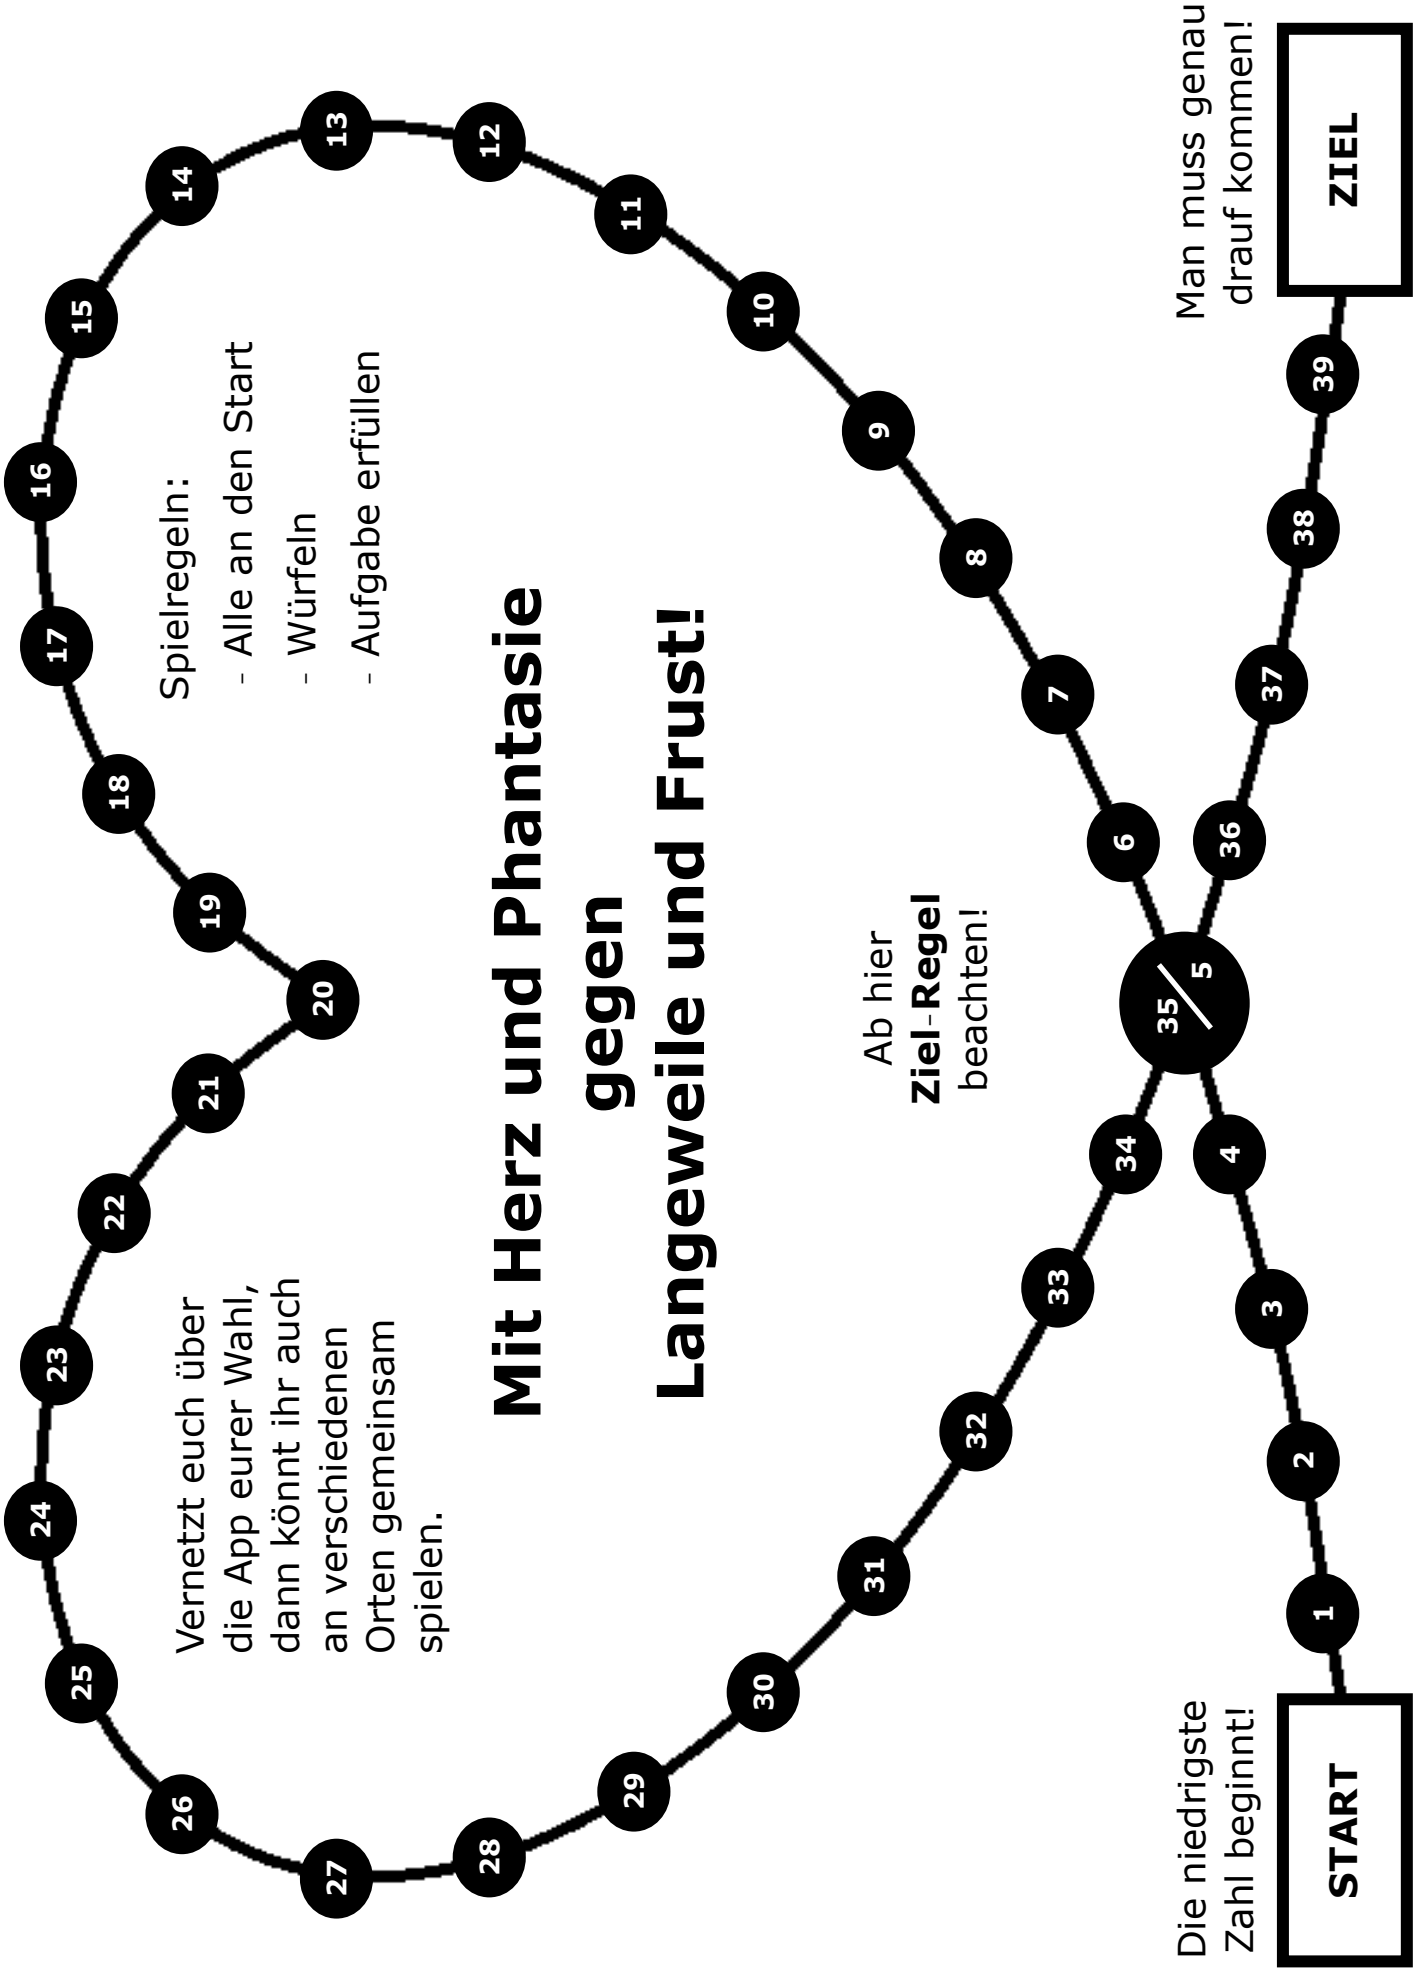 Vernetzt euch über
die App eurer Wahl,
dann könnt ihr auch
an verschiedenen
Orten gemeinsam
spielen.
Spielregeln:
- Alle an den Start
- Würfeln
- Aufgabe erfüllen
Mit Herz und Phantasie
gegen
Langeweile und Frust!
Ab hier
Ziel-Regel
beachten!
Die niedrigste
Zahl beginnt!
START
1
2
3
4
35/5
6
7
8
9
10
11
12
13
14
15
16
17
18
19
20
21
22
23
24
25
26
27
28
29
30
31
32
33
34
36
37
38
39
Man muss genau
drauf kommen!
ZIEL